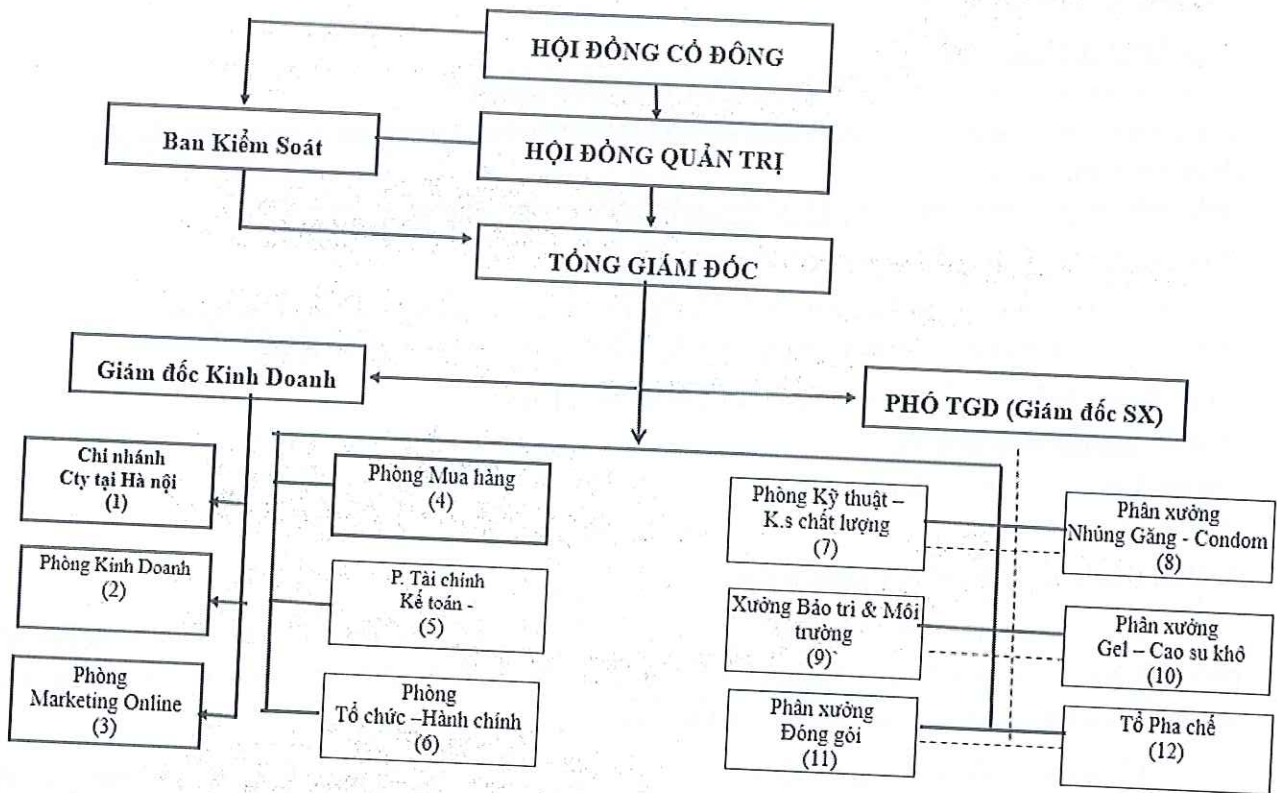 HỘI ĐỒNG CỔ ĐÔNG
Ban Kiểm Soát
HỘI ĐỒNG QUẢN TRỊ
TỔNG GIÁM ĐỐC
Giám đốc Kinh Doanh
PHÓ TGD (Giám đốc SX)
Chi nhánh
Cty tại Hà nội
(1)
Phòng Kinh Doanh
(2)
Phòng
Marketing Online
(3)
Phòng Mua hàng
(4)
P. Tài chính
Kế toán -
(5)
Phòng
Tổ chức –Hành chính
(6)
Phòng Kỹ thuật –
K.s chất lượng
(7)
Phân xưởng
Nhúng Găng - Condom
(8)
Xưởng Bảo trì & Môi
trường
(9)
Phân xưởng
Gel – Cao su khô
(10)
Phân xưởng
Đóng gói
(11)
Tổ Pha chế
(12)